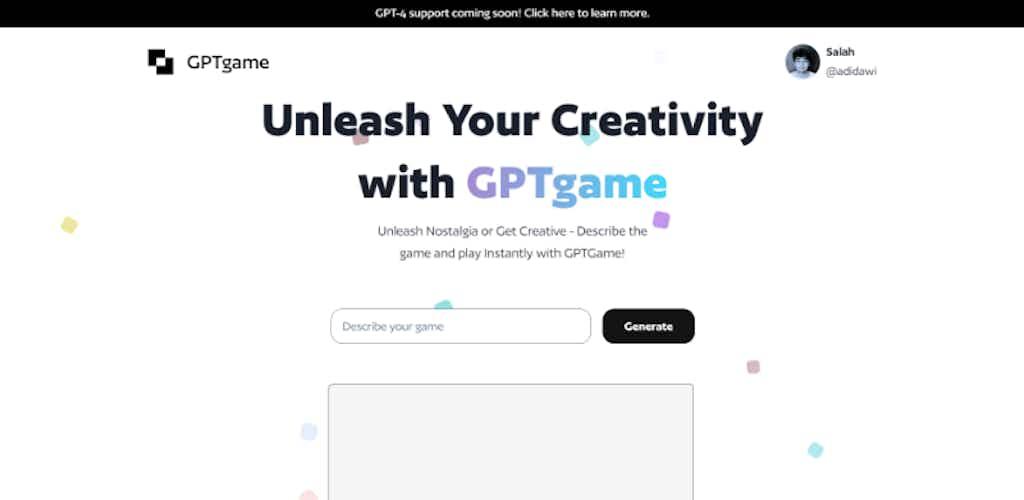 GPT-4 support coming soon! Click here to learn more.
GPTgame
Salah
@adidawi
Unleash Your Creativity
with GPTgame
Unleash Nostalgia or Get Creative - Describe the
game and play Instantly with GPTGame!
Describe your game
Generate